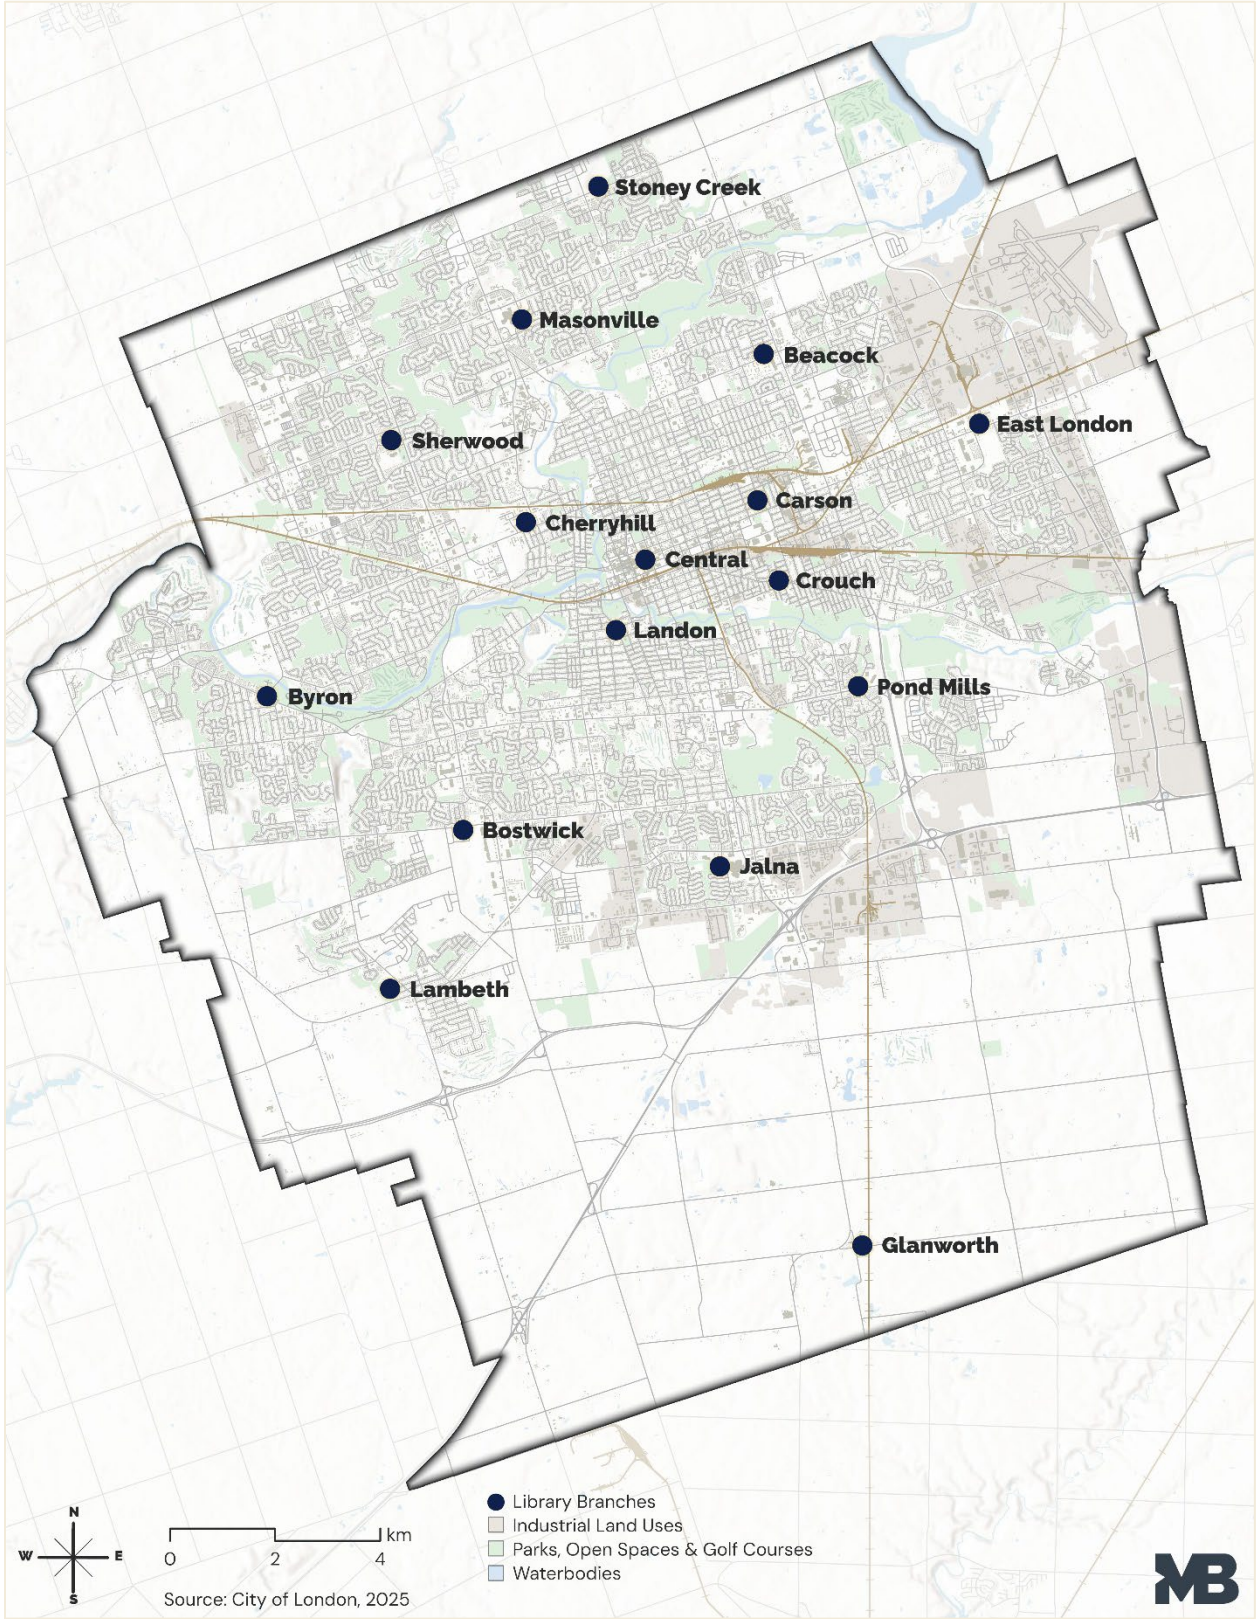 Stoney Creek
Masonville
Beacock
East London
Sherwood
Carson
Cherryhill
Central
Crouch
Landon
Pond Mills
Byron
Bostwick
Jalna
Lambeth
Glanworth
N
W E
S
km
0 2 4
Source: City of London, 2025
Library Branches
Industrial Land Uses
Parks, Open Spaces & Golf Courses
Waterbodies
MB